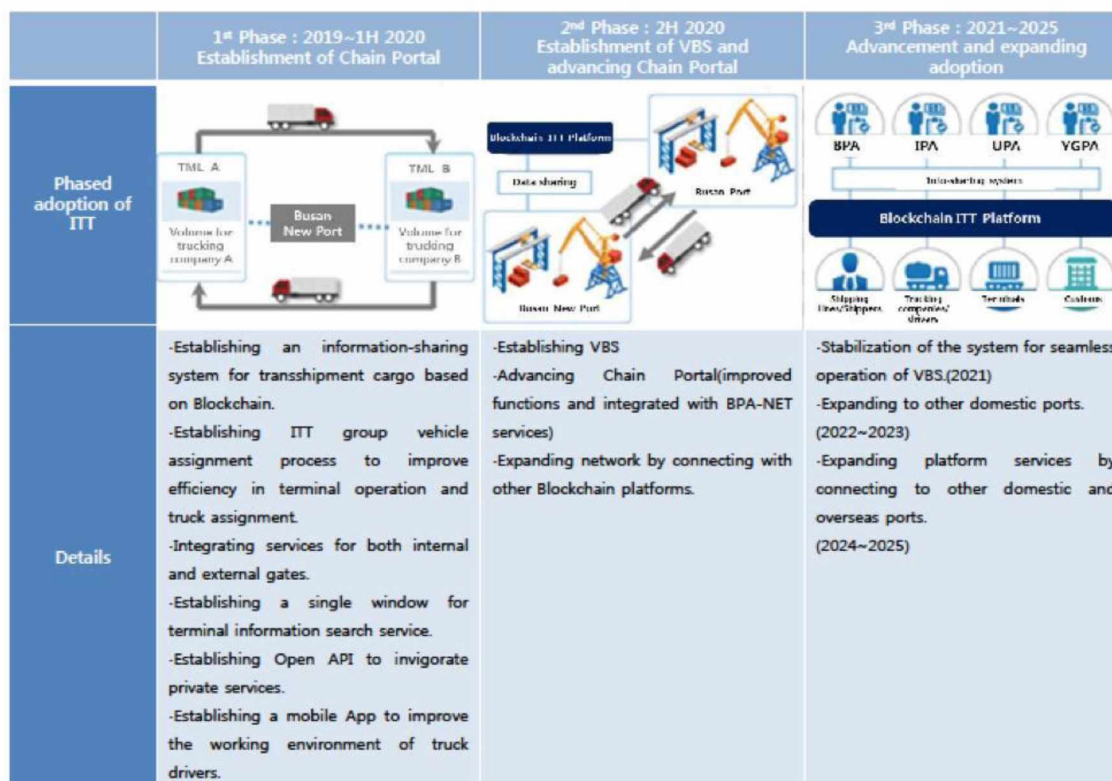 1st Phase : 2019~1H 2020
Establishment of Chain Portal
2nd Phase : 2H 2020
Establishment of VBS and
advancing Chain Portal
3rd Phase : 2021~2025
Advancement and expanding
adoption
Phased
adoption of
ITT
TML A
Volume for
trucking
company A
Busan
New Port
TML B
Volume for
trucking
company B
Blockchain ITT Platform
Data sharing
Busan Port
Busan New Port
BPA
IPA
UPA
YGPA
Info-sharing system
Blockchain ITT Platform
Shipping
lines/Shippers
Trucking
companies/
drivers
Terminals
Customs
Details
-Establishing an information-sharing
system for transshipment cargo based
on Blockchain.
-Establishing ITT group vehicle
assignment process to improve
efficiency in terminal operation and
truck assignment.
-Integrating services for both internal
and external gates.
-Establishing a single window for
terminal information search service.
-Establishing Open API to invigorate
private services.
-Establishing a mobile App to improve
the working environment of truck
drivers.
-Establishing VBS
-Advancing Chain Portal(improved
functions and integrated with BPA-NET
services)
-Expanding network by connecting with
other Blockchain platforms.
-Stabilization of the system for seamless
operation of VBS.(2021)
-Expanding to other domestic ports.
(2022~2023)
-Expanding platform services by
connecting to other domestic and
overseas ports.
(2024~2025)